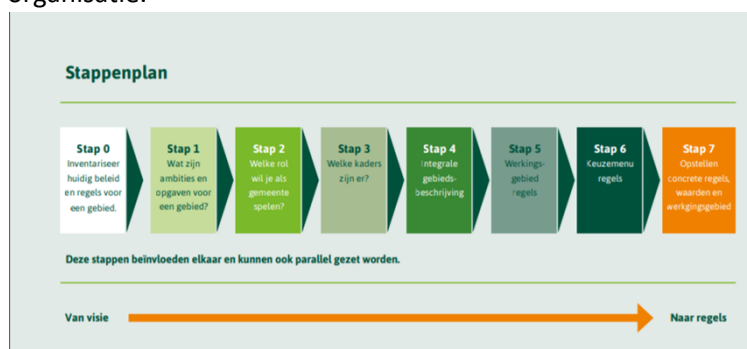 organisatie.
Stappenplan
Stap 0
Inventariseer
huidig beleid
en regels voor
een gebied.
Stap 1
Wat zijn
ambities en
opgaven voor
een gebied?
Stap 2
Welke rol
wil je als
gemeente
spelen?
Stap 3
Welke kaders
zijn er?
Stap 4
Integrale
gebieds-
beschrijving
Stap 5
Werkings-
gebied
regels
Stap 6
Keuzemenu
regels
Stap 7
Opstellen
concrete regels,
waarden en
werkgingsgebied
Deze stappen beïnvloeden elkaar en kunnen ook parallel gezet worden.
Van visie
Naar regels